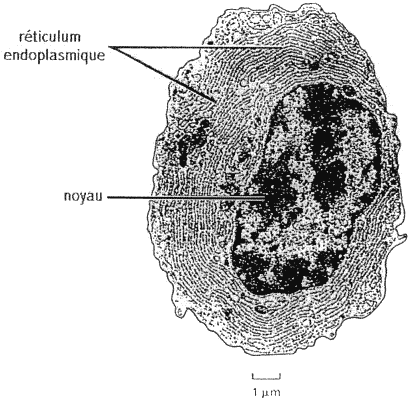 réticulum
endoplasmique
noyau
1 µm